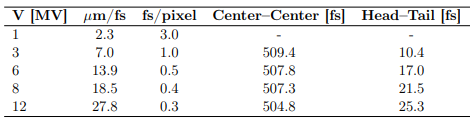 V [MV] μm/fs fs/pixel Center–Center [fs] Head–Tail [fs]
1 2.3 3.0 - -
3 7.0 1.0 509.4 10.4
6 13.9 0.5 507.8 17.0
8 18.5 0.4 507.3 21.5
12 27.8 0.3 504.8 25.3